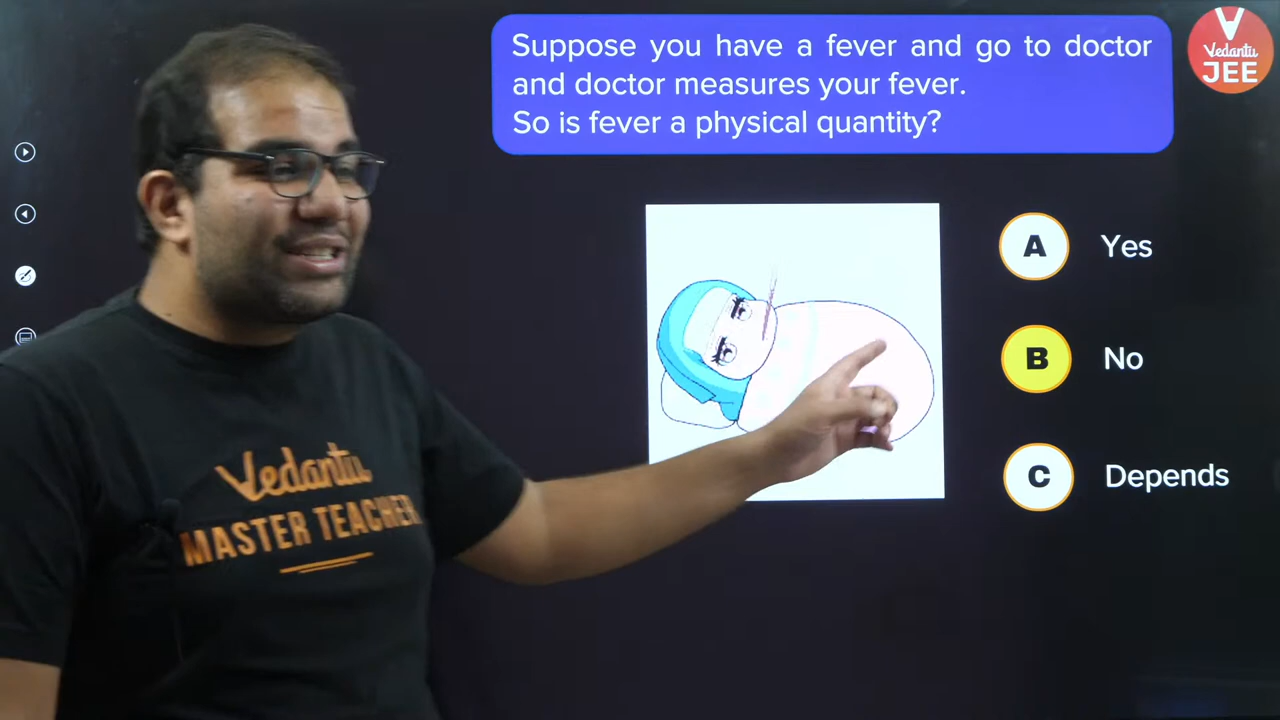 Suppose you have a fever and go to doctor
and doctor measures your fever.
So is fever a physical quantity?
V
Vedantu
JEE
A Yes
B No
C Depends
Vedantu
MASTER TEACHER